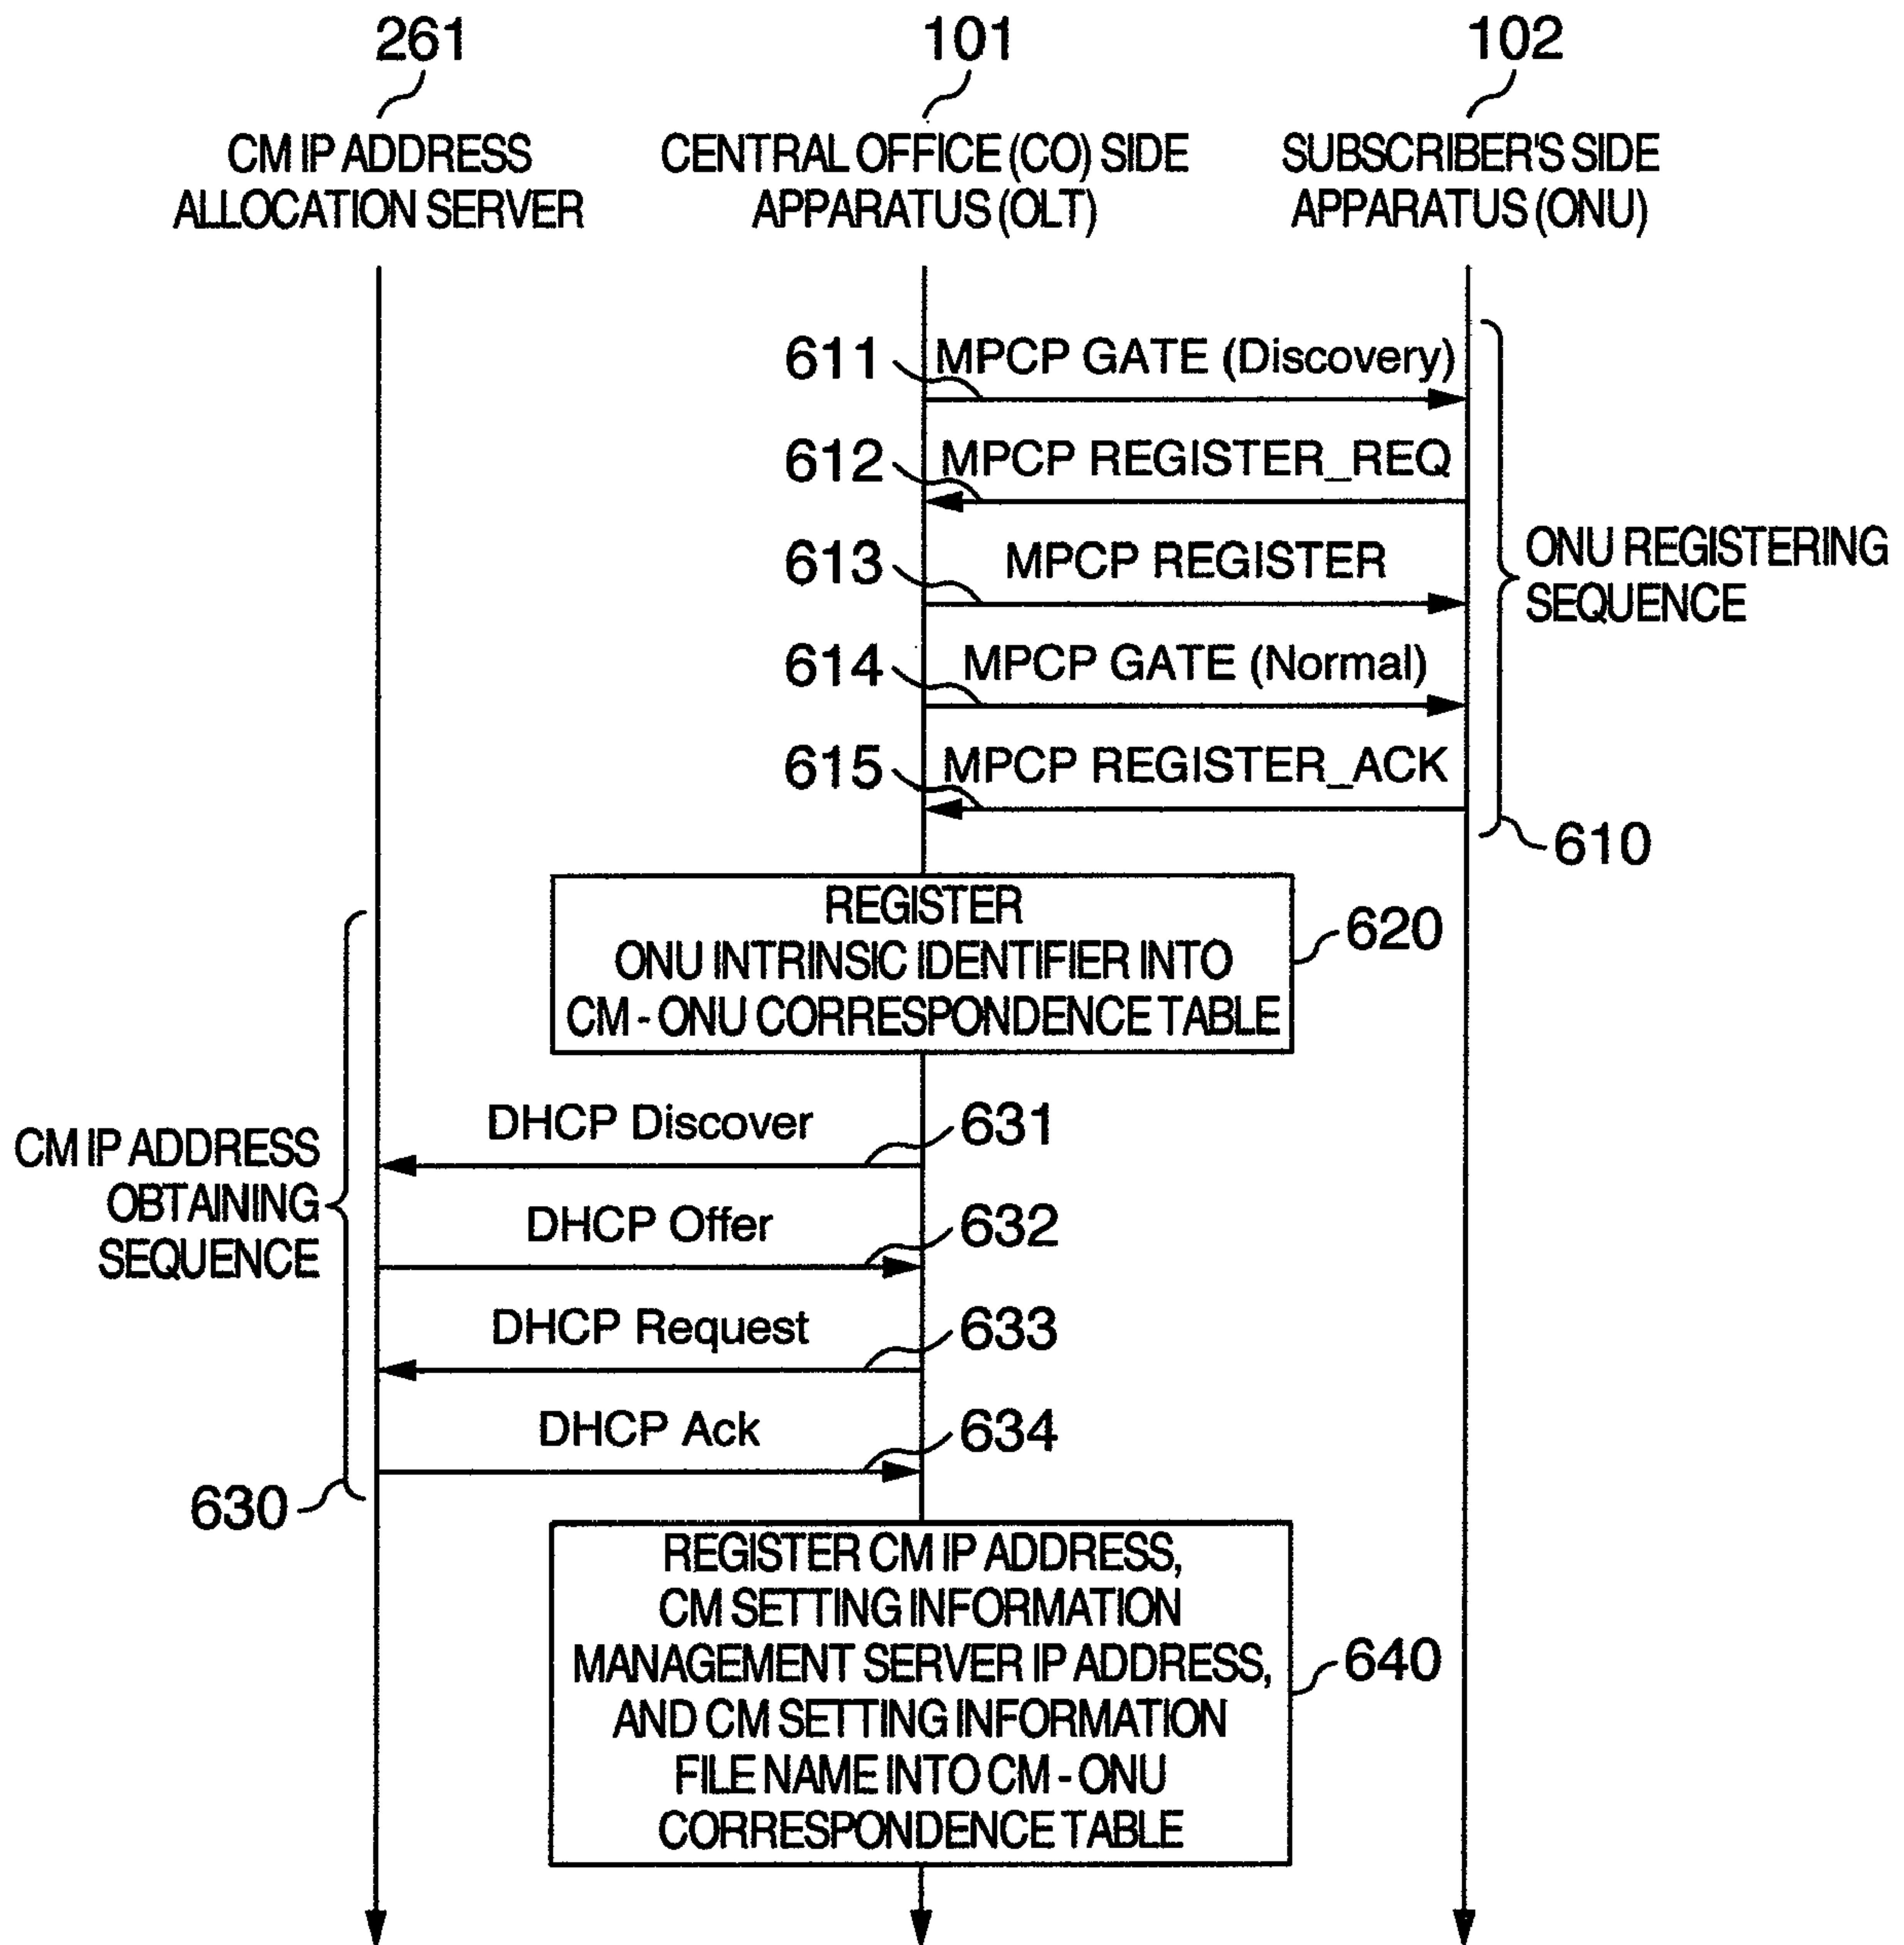 261
101
102
CM IP ADDRESS
ALLOCATION SERVER
CENTRAL OFFICE (CO) SIDE
APPARATUS (OLT)
SUBSCRIBER'S SIDE
APPARATUS (ONU)
611
MPCP GATE (Discovery)
612
MPCP REGISTER_REQ
613
MPCP REGISTER
614
MPCP GATE (Normal)
615
MPCP REGISTER_ACK
ONU REGISTERING
SEQUENCE
610
REGISTER
ONU INTRINSIC IDENTIFIER INTO
CM - ONU CORRESPONDENCE TABLE
620
CM IP ADDRESS
OBTAINING
SEQUENCE
DHCP Discover
631
DHCP Offer
632
DHCP Request
633
DHCP Ack
634
630
REGISTER CM IP ADDRESS,
CM SETTING INFORMATION
MANAGEMENT SERVER IP ADDRESS,
AND CM SETTING INFORMATION
FILE NAME INTO CM - ONU
CORRESPONDENCE TABLE
640